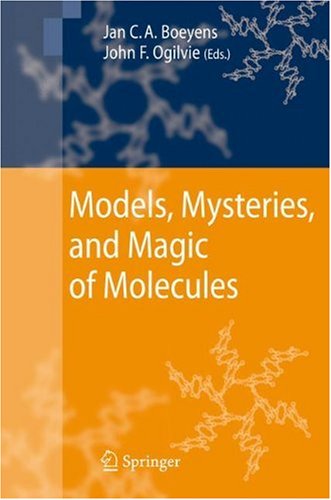 Jan C. A. Boeyens
John F. Ogilvie (Eds.)
Models, Mysteries,
and Magic
of Molecules
Springer